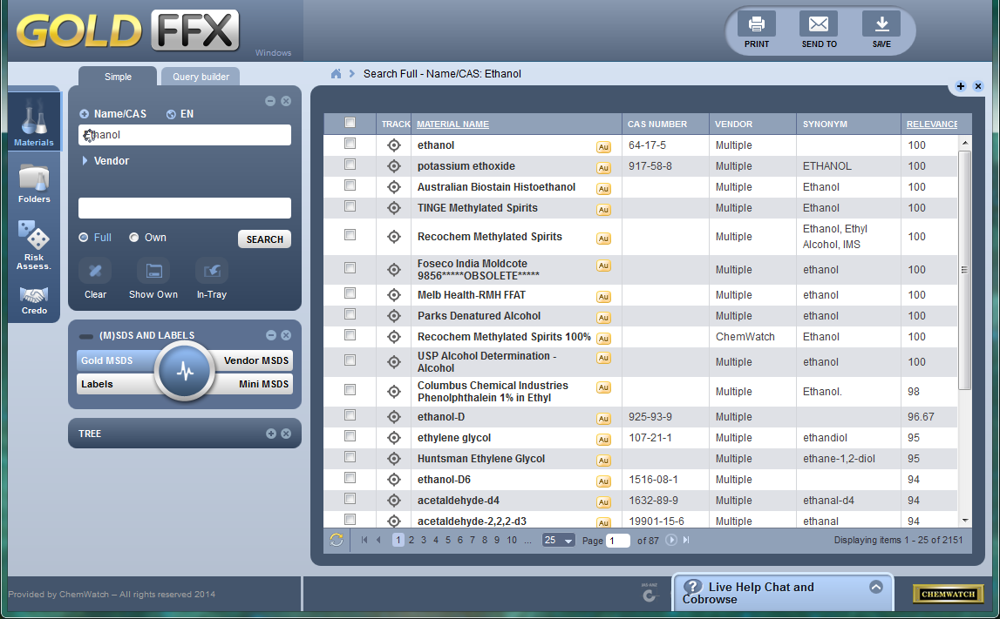 GOLD FFX
Windows
PRINT
SEND TO
SAVE
Simple
Query builder
Search Full - Name/CAS: Ethanol
Materials
Folders
Risk
Assess.
Credo
Name/CAS
EN
Ethanol
Vendor
Full
Own
SEARCH
Clear
Show Own
In-Tray
(M)SDS AND LABELS
Gold MSDS
Vendor MSDS
Labels
Mini MSDS
TREE
TRACK MATERIAL NAME CAS NUMBER VENDOR SYNONYM RELEVANCE
ethanol Au 64-17-5 Multiple 100
potassium ethoxide Au 917-58-8 Multiple ETHANOL 100
Australian Biostain Histoethanol Au Multiple Ethanol 100
TINGE Methylated Spirits Au Multiple Ethanol 100
Recochem Methylated Spirits Au Multiple Ethanol, Ethyl 100
Alcohol, IMS
Foseco India Moldcote Au Multiple ethanol 100
9856*****OBSOLETE*****
Melb Health-RMH FFAT Au Multiple ethanol 100
Parks Denatured Alcohol Au Multiple ethanol 100
Recochem Methylated Spirits 100% Au ChemWatch Ethanol 100
USP Alcohol Determination - Au Multiple ethanol 100
Alcohol
Columbus Chemical Industries Au Multiple Ethanol. 98
Phenolphthalein 1% in Ethyl
ethanol-D Au 925-93-9 Multiple 96.67
ethylene glycol Au 107-21-1 Multiple ethandiol 95
Huntsman Ethylene Glycol Au Multiple ethane-1,2-diol 95
ethanol-D6 Au 1516-08-1 Multiple 94
acetaldehyde-d4 Au 1632-89-9 Multiple ethanal-d4 94
acetaldehyde-2,2,2-d3 Au 19901-15-6 Multiple ethanal 94
1 2 3 4 5 6 7 8 9 10 ... 25 Page 1 of 87 Displaying items 1 - 25 of 2151
Provided by ChemWatch – All rights reserved 2014
Live Help Chat and
Cobrowse
CHEMWATCH